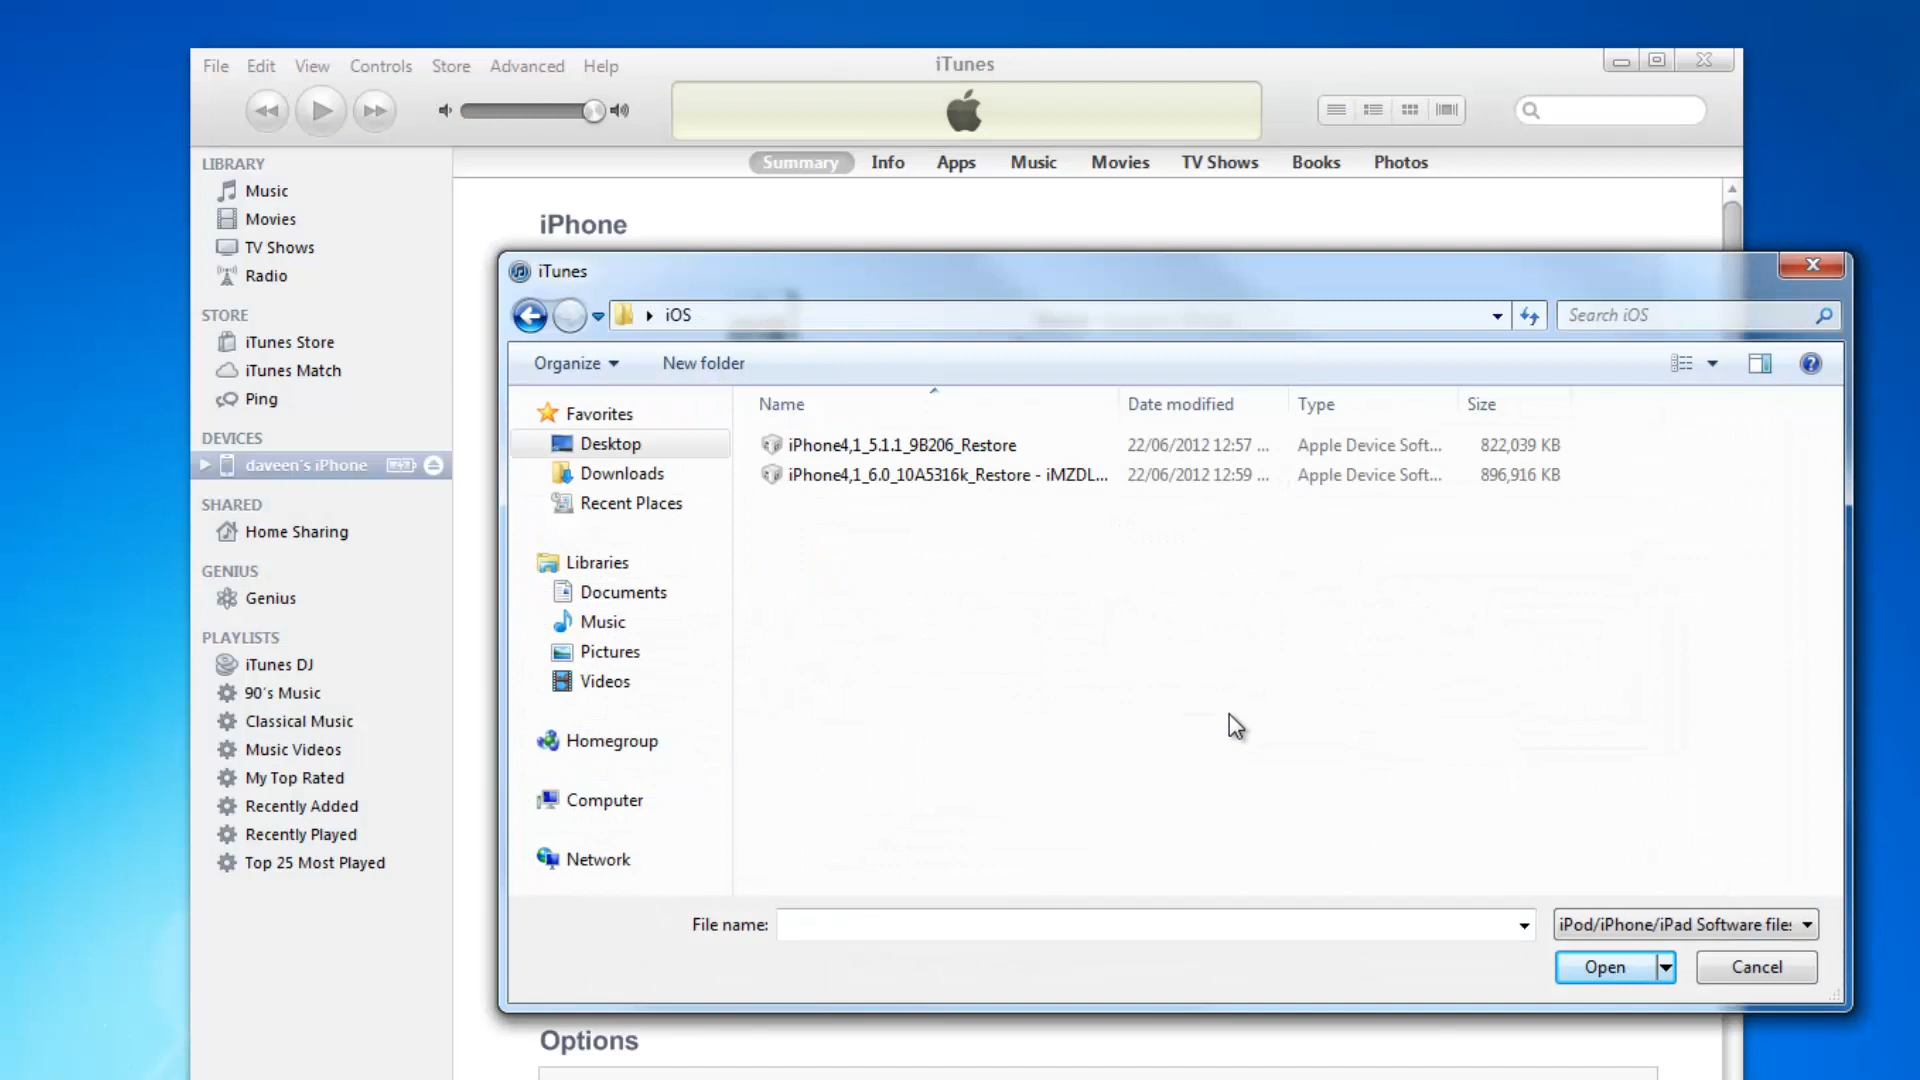 File Edit View Controls Store Advanced Help
iTunes
LIBRARY
Music
Movies
TV Shows
Radio
STORE
iTunes Store
iTunes Match
Ping
DEVICES
daveen's iPhone
SHARED
Home Sharing
GENIUS
Genius
PLAYLISTS
iTunes DJ
90's Music
Classical Music
Music Videos
My Top Rated
Recently Added
Recently Played
Top 25 Most Played
Summary Info Apps Music Movies TV Shows Books Photos
iPhone
iTunes
iOS
Search iOS
Organize New folder
Favorites
Desktop
Downloads
Recent Places
Libraries
Documents
Music
Pictures
Videos
Homegroup
Computer
Network
Name Date modified Type Size
iPhone4,1_5.1.1_9B206_Restore 22/06/2012 12:57 ... Apple Device Soft... 822,039 KB
iPhone4,1_6.0_10A5316k_Restore - iMZDL... 22/06/2012 12:59 ... Apple Device Soft... 896,916 KB
File name: iPod/iPhone/iPad Software files
Open Cancel
Options